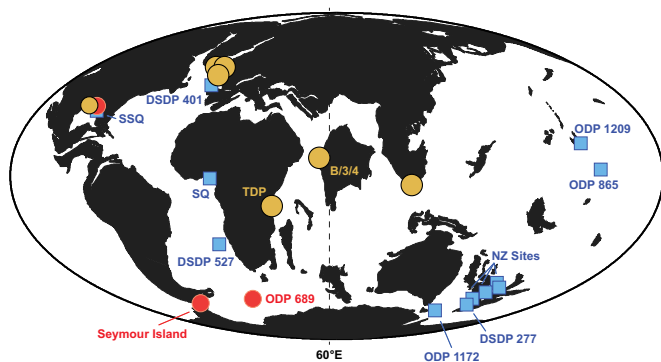 DSDP 401
SSQ
ODP 1209
ODP 865
B/3/4
SQ
TDP
DSDP 527
NZ Sites
ODP 689
Seymour Island
DSDP 277
ODP 1172
60°E